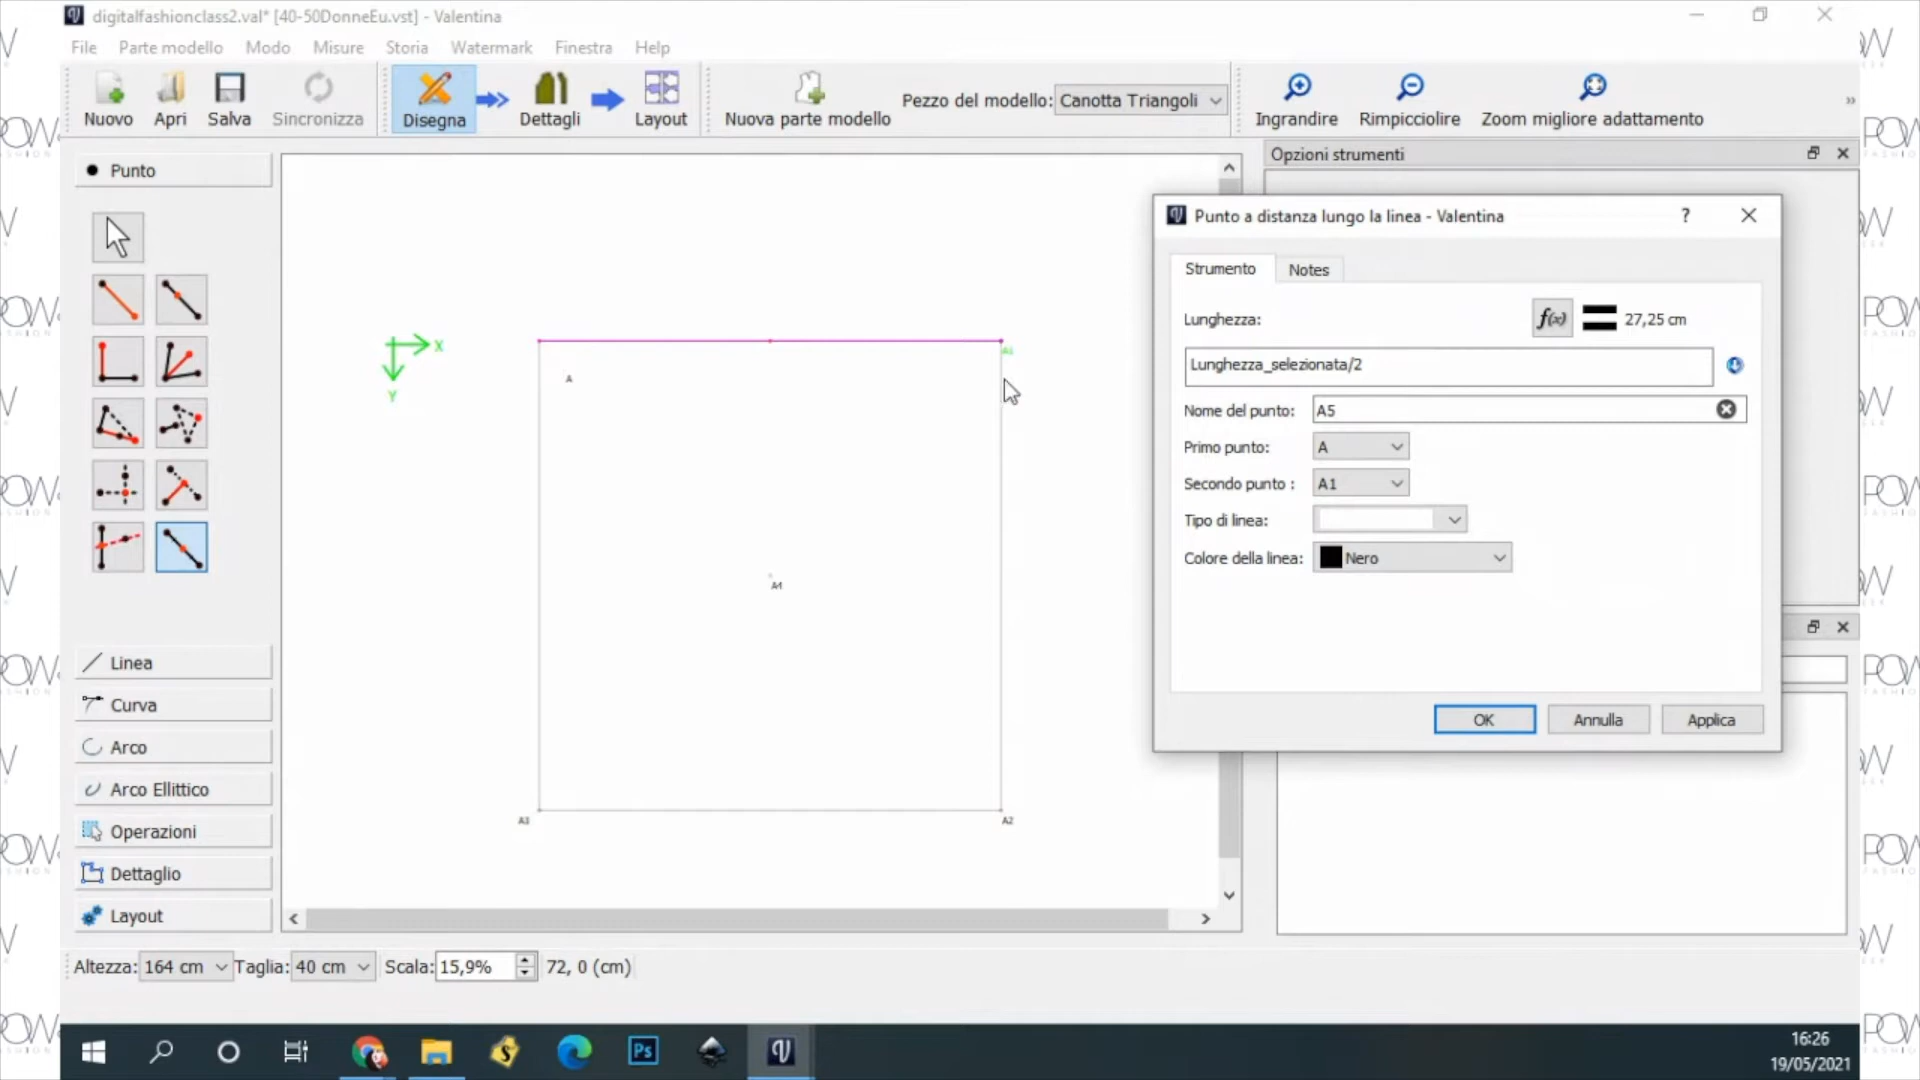 digitalfashionclass2.val* [40-50DonneEu.vst] - Valentina
File Parte modello Modo Misure Storia Watermark Finestra Help
Nuovo Apri Salva Sincronizza Disegna Dettagli Layout Nuova parte modello Pezzo del modello: Canotta Triangoli Ingrandire Rimpicciolire Zoom migliore adattamento »
Punto
Opzioni strumenti
Punto a distanza lungo la linea - Valentina ?
Strumento Notes
Lunghezza: f(x) 27,25 cm
Lunghezza_selezionata/2
Nome del punto: A5
Primo punto: A
Secondo punto : A1
Tipo di linea:
Colore della linea: Nero
OK Annulla Applica
X
Y
A
A1
A4
A3
A2
Linea
Curva
Arco
Arco Ellittico
Operazioni
Dettaglio
Layout
Altezza: 164 cm Taglia: 40 cm Scala: 15,9% 72, 0 (cm)
Ps
16:26
19/05/2021
POW
FASHION